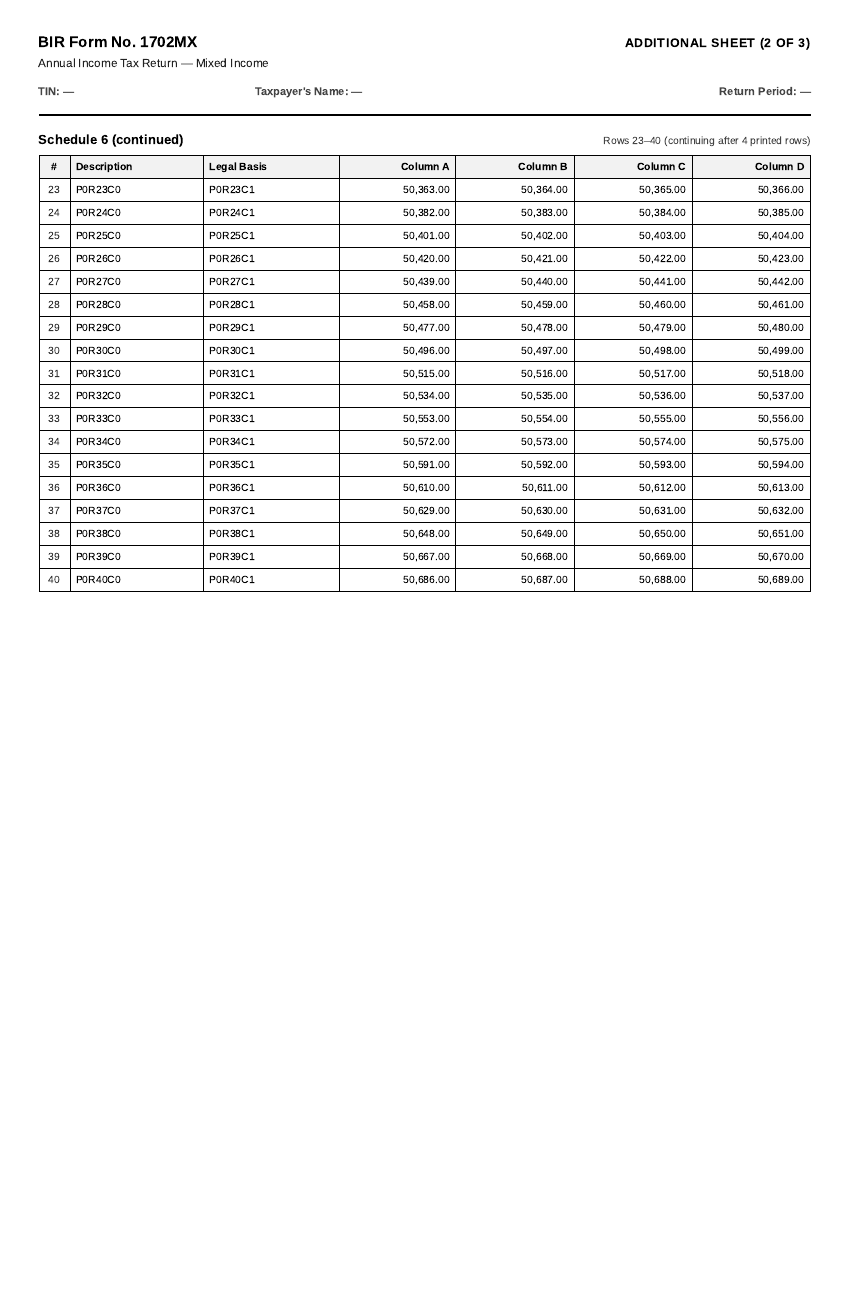 BIR Form No. 1702MX
ADDITIONAL SHEET (2 OF 3)
Annual Income Tax Return — Mixed Income
TIN: — Taxpayer's Name: — Return Period: —
Schedule 6 (continued)
Rows 23–40 (continuing after 4 printed rows)
# Description Legal Basis Column A Column B Column C Column D
23 P0R23C0 P0R23C1 50,363.00 50,364.00 50,365.00 50,366.00
24 P0R24C0 P0R24C1 50,382.00 50,383.00 50,384.00 50,385.00
25 P0R25C0 P0R25C1 50,401.00 50,402.00 50,403.00 50,404.00
26 P0R26C0 P0R26C1 50,420.00 50,421.00 50,422.00 50,423.00
27 P0R27C0 P0R27C1 50,439.00 50,440.00 50,441.00 50,442.00
28 P0R28C0 P0R28C1 50,458.00 50,459.00 50,460.00 50,461.00
29 P0R29C0 P0R29C1 50,477.00 50,478.00 50,479.00 50,480.00
30 P0R30C0 P0R30C1 50,496.00 50,497.00 50,498.00 50,499.00
31 P0R31C0 P0R31C1 50,515.00 50,516.00 50,517.00 50,518.00
32 P0R32C0 P0R32C1 50,534.00 50,535.00 50,536.00 50,537.00
33 P0R33C0 P0R33C1 50,553.00 50,554.00 50,555.00 50,556.00
34 P0R34C0 P0R34C1 50,572.00 50,573.00 50,574.00 50,575.00
35 P0R35C0 P0R35C1 50,591.00 50,592.00 50,593.00 50,594.00
36 P0R36C0 P0R36C1 50,610.00 50,611.00 50,612.00 50,613.00
37 P0R37C0 P0R37C1 50,629.00 50,630.00 50,631.00 50,632.00
38 P0R38C0 P0R38C1 50,648.00 50,649.00 50,650.00 50,651.00
39 P0R39C0 P0R39C1 50,667.00 50,668.00 50,669.00 50,670.00
40 P0R40C0 P0R40C1 50,686.00 50,687.00 50,688.00 50,689.00